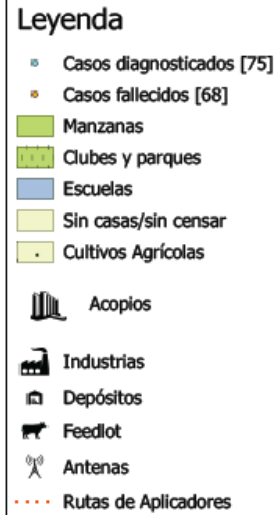 Leyenda
Casos diagnosticados [75]
Casos fallecidos [68]
Manzanas
Clubes y parques
Escuelas
Sin casas/sin censar
Cultivos Agrícolas
Acopios
Industrias
Depósitos
Feedlot
Antenas
Rutas de Aplicadores